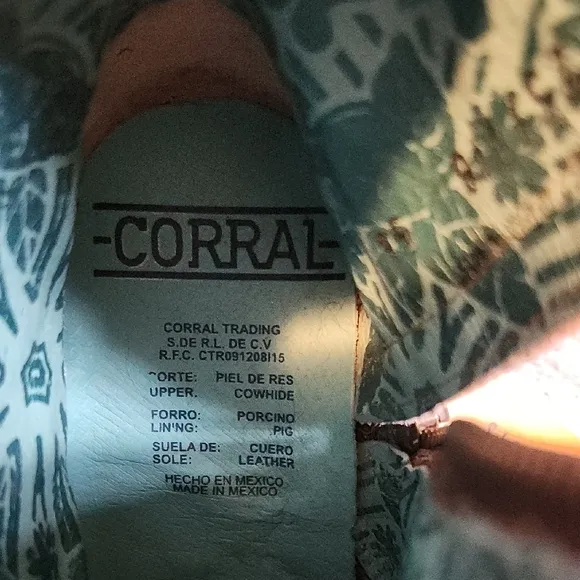 -CORRAL-
CORRAL TRADING
S. DE R.L. DE C.V
R.F.C. CTR091208I15
CORTE: PIEL DE RES
UPPER. COWHIDE
FORRO: PORCINO
LINING: PIG
SUELA DE: CUERO
SOLE: LEATHER
HECHO EN MEXICO
MADE IN MEXICO